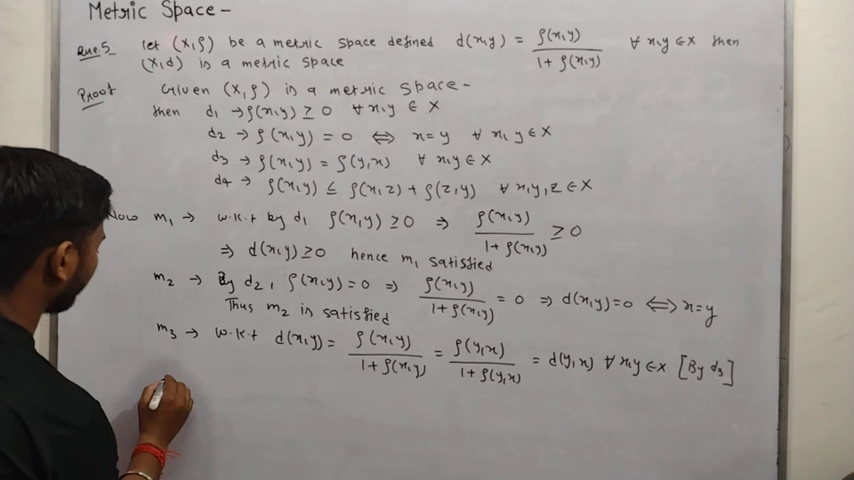 Metric Space -
Que.5 let (x,ρ) be a metric space defined d(x,y) = ρ(x,y) / 1 + ρ(x,y) ∀ x,y ∈ X then
(X,d) is a metric space
Proof Given (X,ρ) is a metric space -
then d1 → ρ(x,y) ≥ 0 ∀ x,y ∈ X
d2 → ρ(x,y) = 0 ⇔ x=y ∀ x,y ∈ X
d3 → ρ(x,y) = ρ(y,x) ∀ x,y ∈ X
d4 → ρ(x,y) ≤ ρ(x,z) + ρ(z,y) ∀ x,y,z ∈ X
Now m1 → w.k.t by d1 ρ(x,y) ≥ 0 ⇒ ρ(x,y) / 1 + ρ(x,y) ≥ 0
⇒ d(x,y) ≥ 0 hence m1 satisfied
m2 → By d2, ρ(x,y) = 0 ⇒ ρ(x,y) / 1 + ρ(x,y) = 0 ⇒ d(x,y) = 0 ⇔ x=y
Thus m2 is satisfied
m3 → w.k.t d(x,y) = ρ(x,y) / 1 + ρ(x,y) = ρ(y,x) / 1 + ρ(y,x) = d(y,x) ∀ x,y ∈ X [By d3]